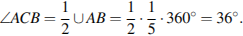 ∠ACB = 1/2 ∪ AB = 1/2 · 1/5 · 360° = 36°.